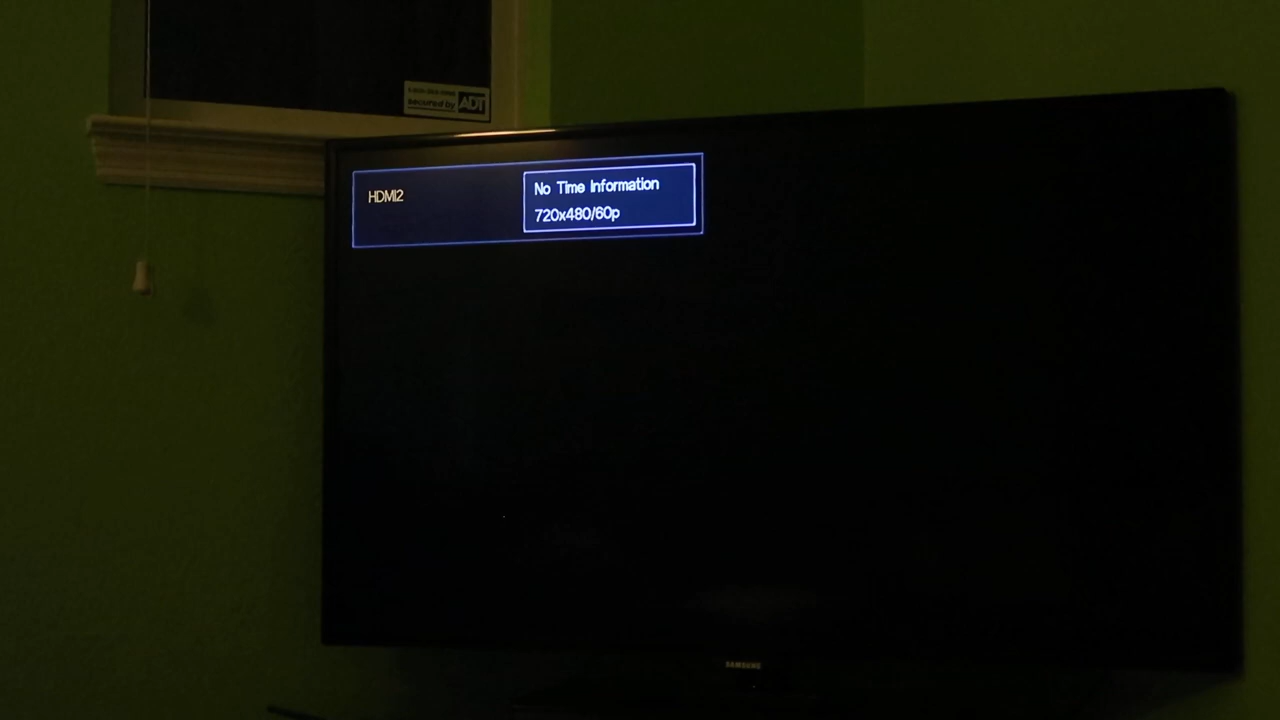 secured by ADT
HDMI2
No Time Information
720x480/60p
SAMSUNG